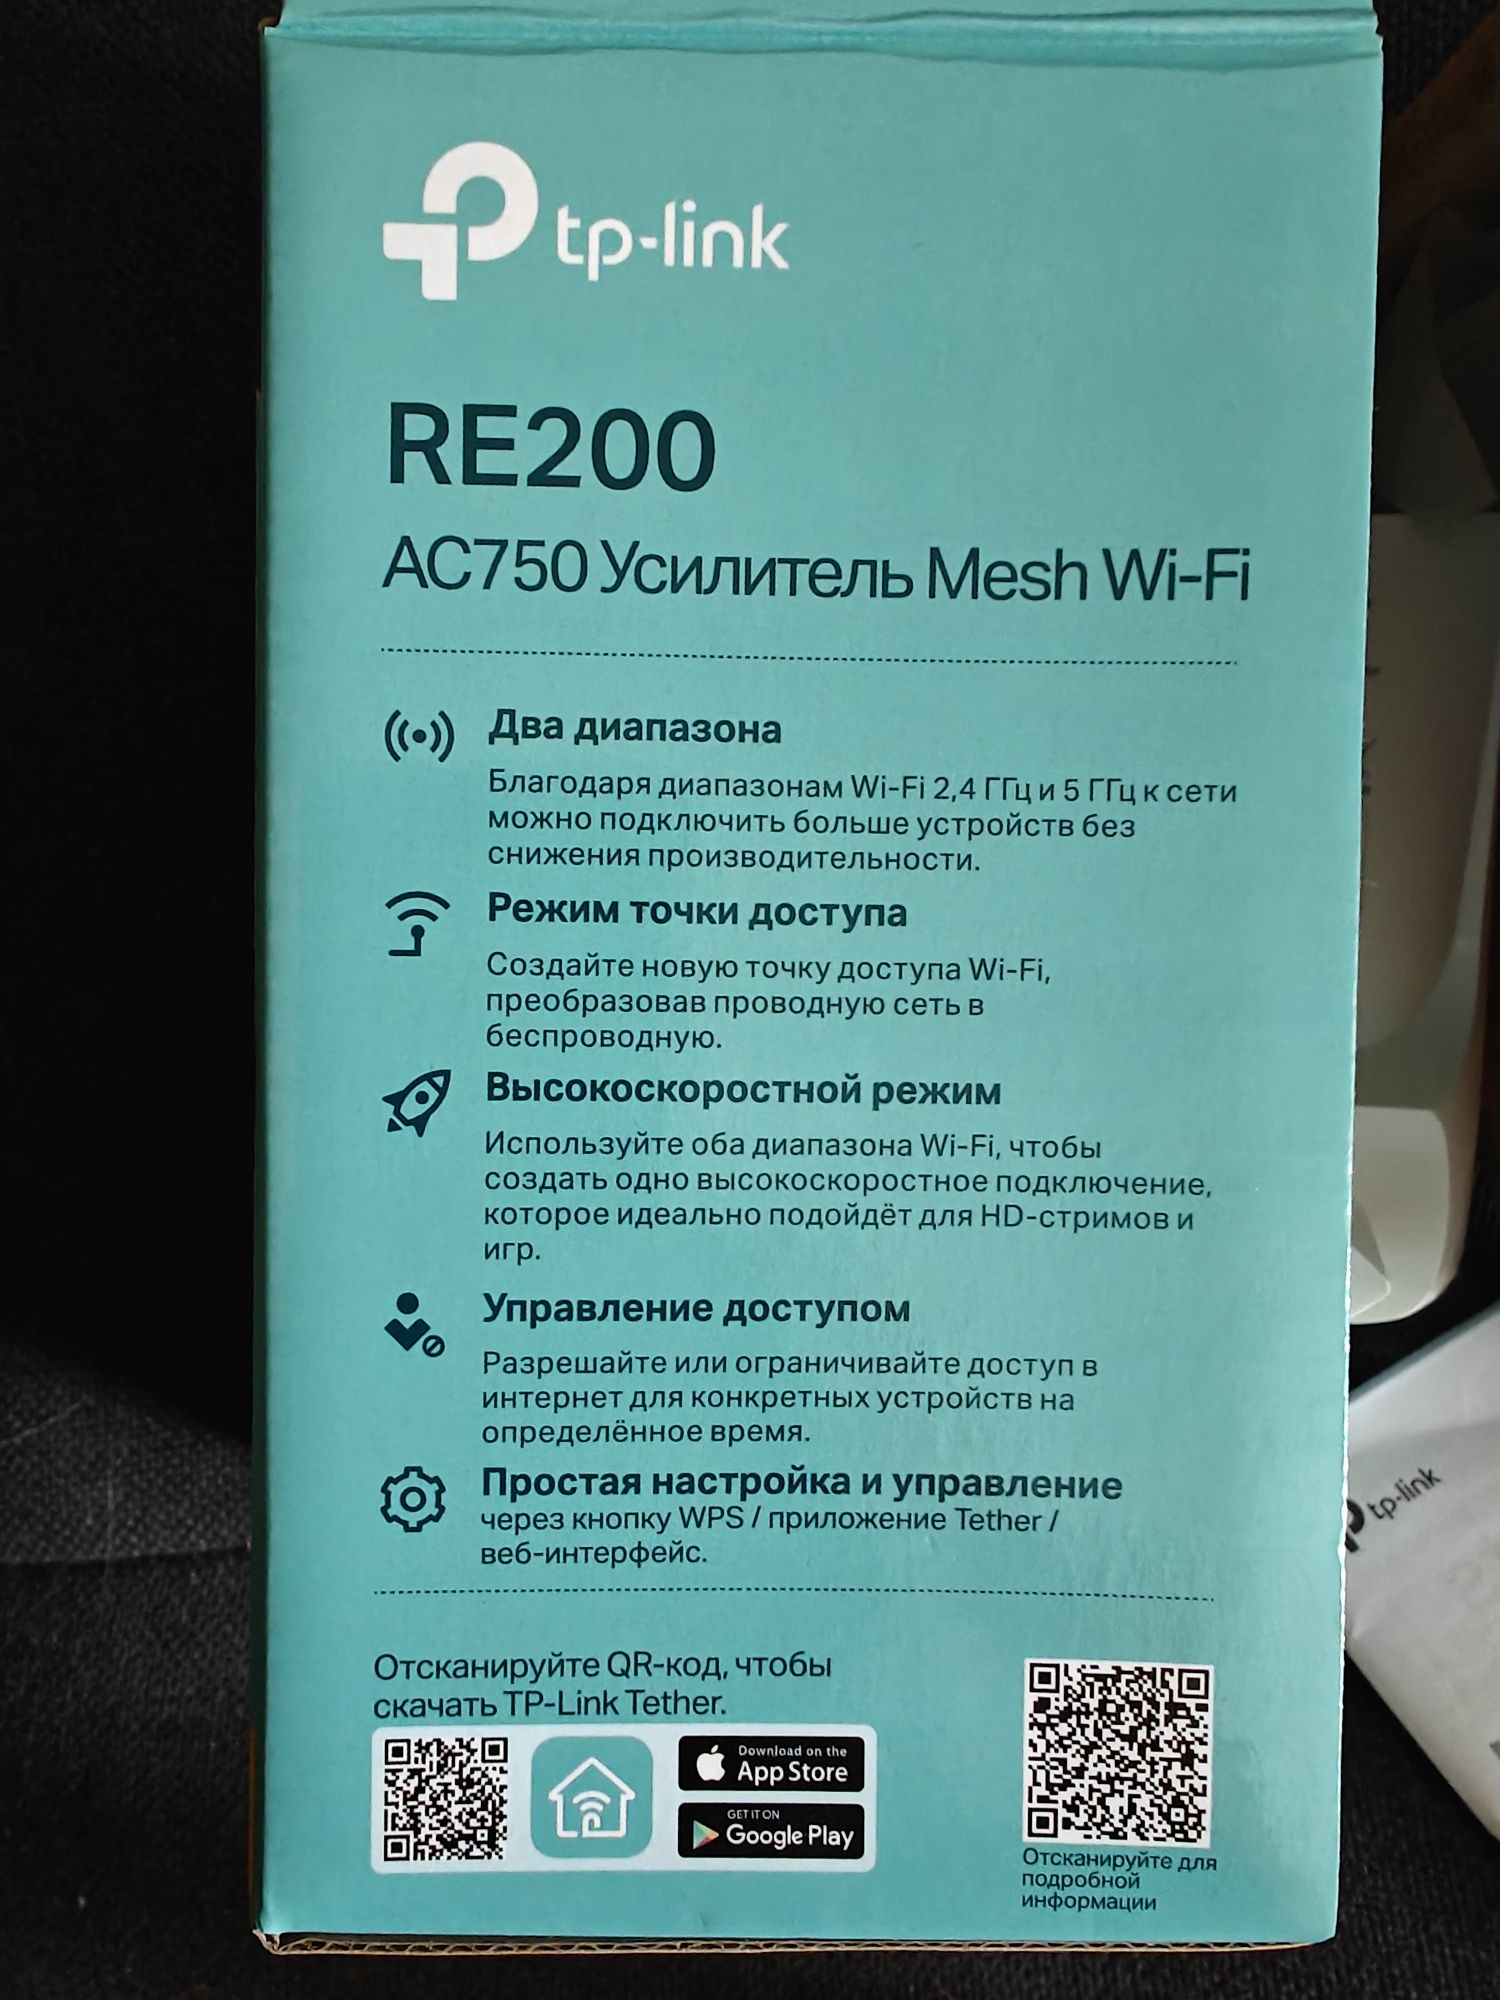 tp-link
RE200
AC750 Усилитель Mesh Wi-Fi
Два диапазона
Благодаря диапазонам Wi-Fi 2,4 ГГц и 5 ГГц к сети
можно подключить больше устройств без
снижения производительности.
Режим точки доступа
Создайте новую точку доступа Wi-Fi,
преобразовав проводную сеть в
беспроводную.
Высокоскоростной режим
Используйте оба диапазона Wi-Fi, чтобы
создать одно высокоскоростное подключение,
которое идеально подойдёт для HD-стримов и
игр.
Управление доступом
Разрешайте или ограничивайте доступ в
интернет для конкретных устройств на
определённое время.
Простая настройка и управление
через кнопку WPS / приложение Tether /
веб-интерфейс.
Отсканируйте QR-код, чтобы
скачать TP-Link Tether.
Download on the
App Store
GET IT ON
Google Play
Отсканируйте для
подробной
информации
tp-link